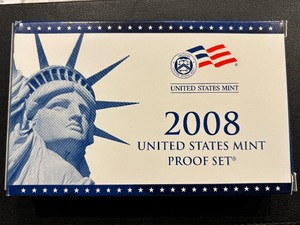 UNITED STATES MINT
2008
UNITED STATES MINT
PROOF SET®